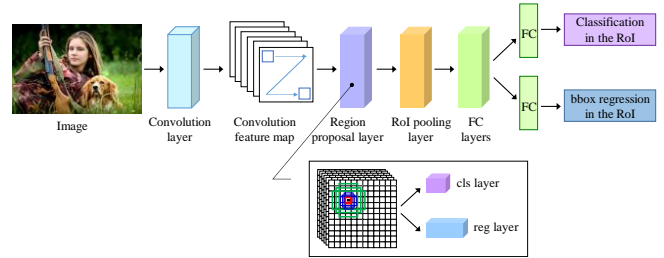 FC
Classification
in the RoI
FC
bbox regression
in the RoI
Image
Convolution
layer
Convolution
feature map
Region
proposal layer
RoI pooling
layer
FC
layers
cls layer
reg layer